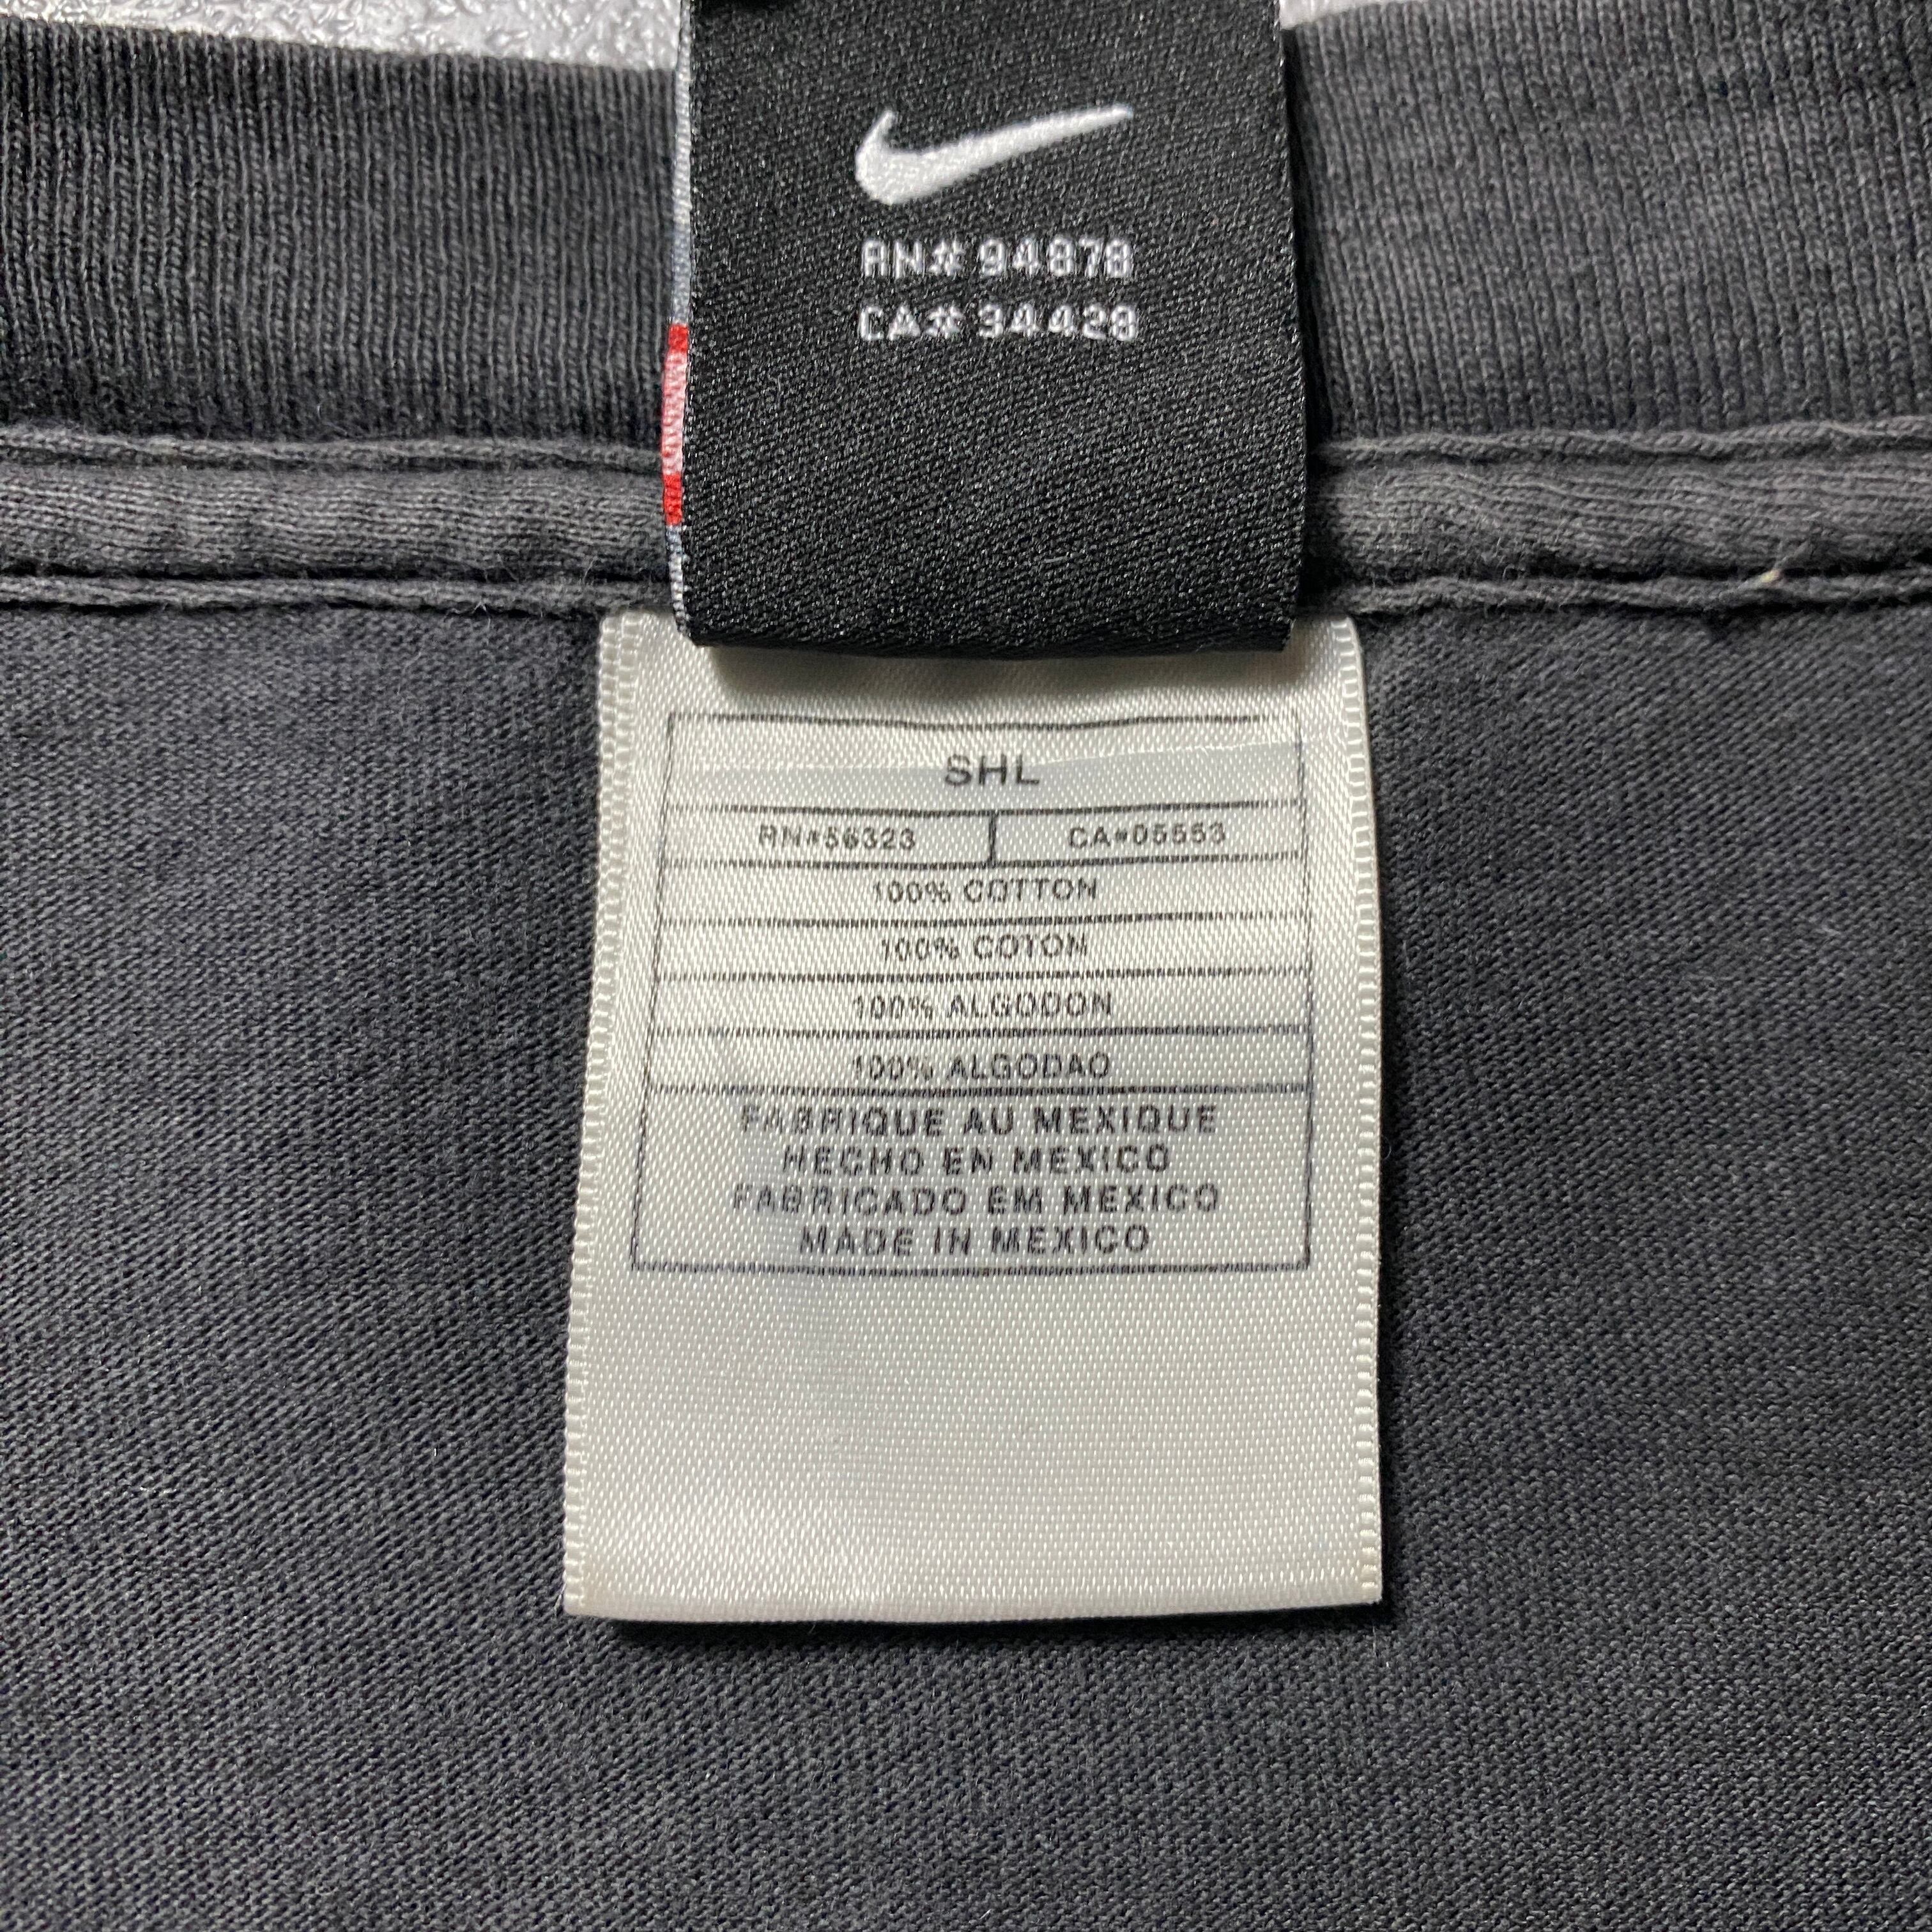 RN# 94878
CA# 34428
SHL
RN#56323 CA#05553
100% COTTON
100% COTON
100% ALGODON
100% ALGODAO
FABRIQUE AU MEXIQUE
HECHO EN MEXICO
FABRICADO EM MEXICO
MADE IN MEXICO